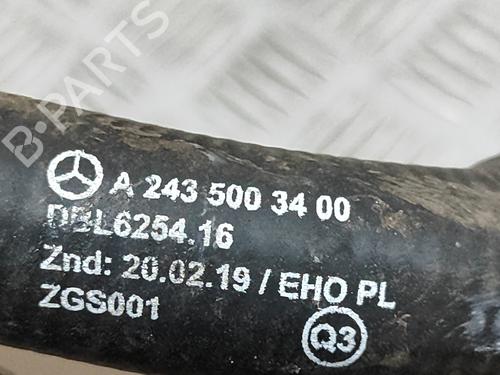 B-PARTS
A 243 500 34 00
DBL6254.16
Znd: 20.02.19 / EHO PL
ZGS001
Q3